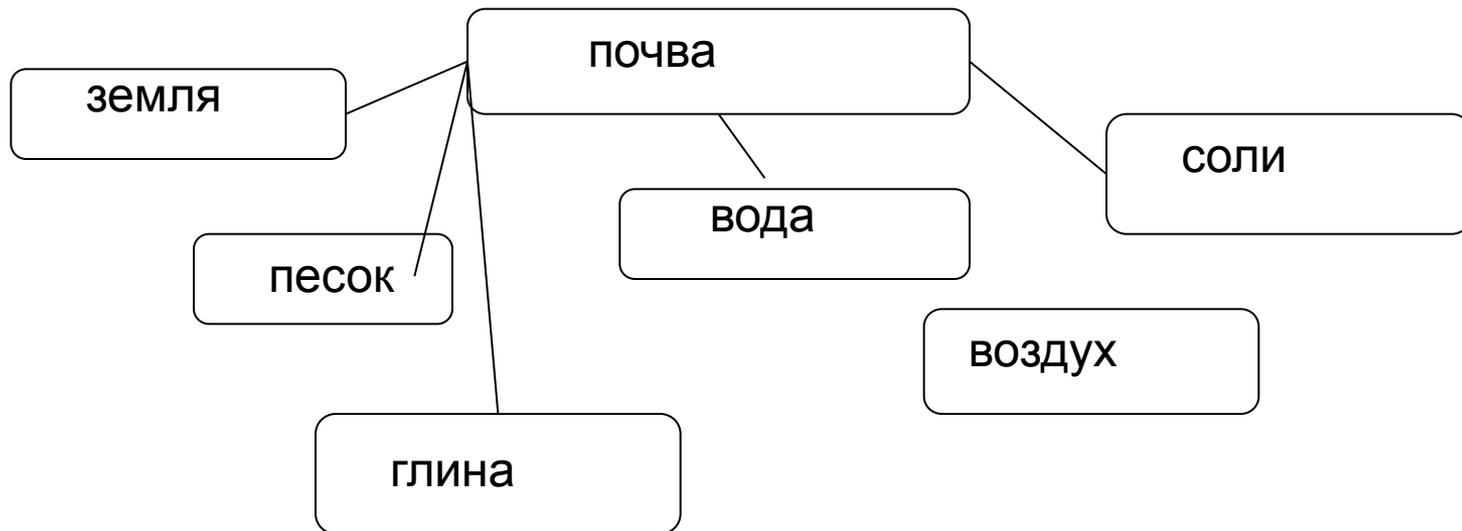 почва
земля
соли
вода
песок
воздух
глина